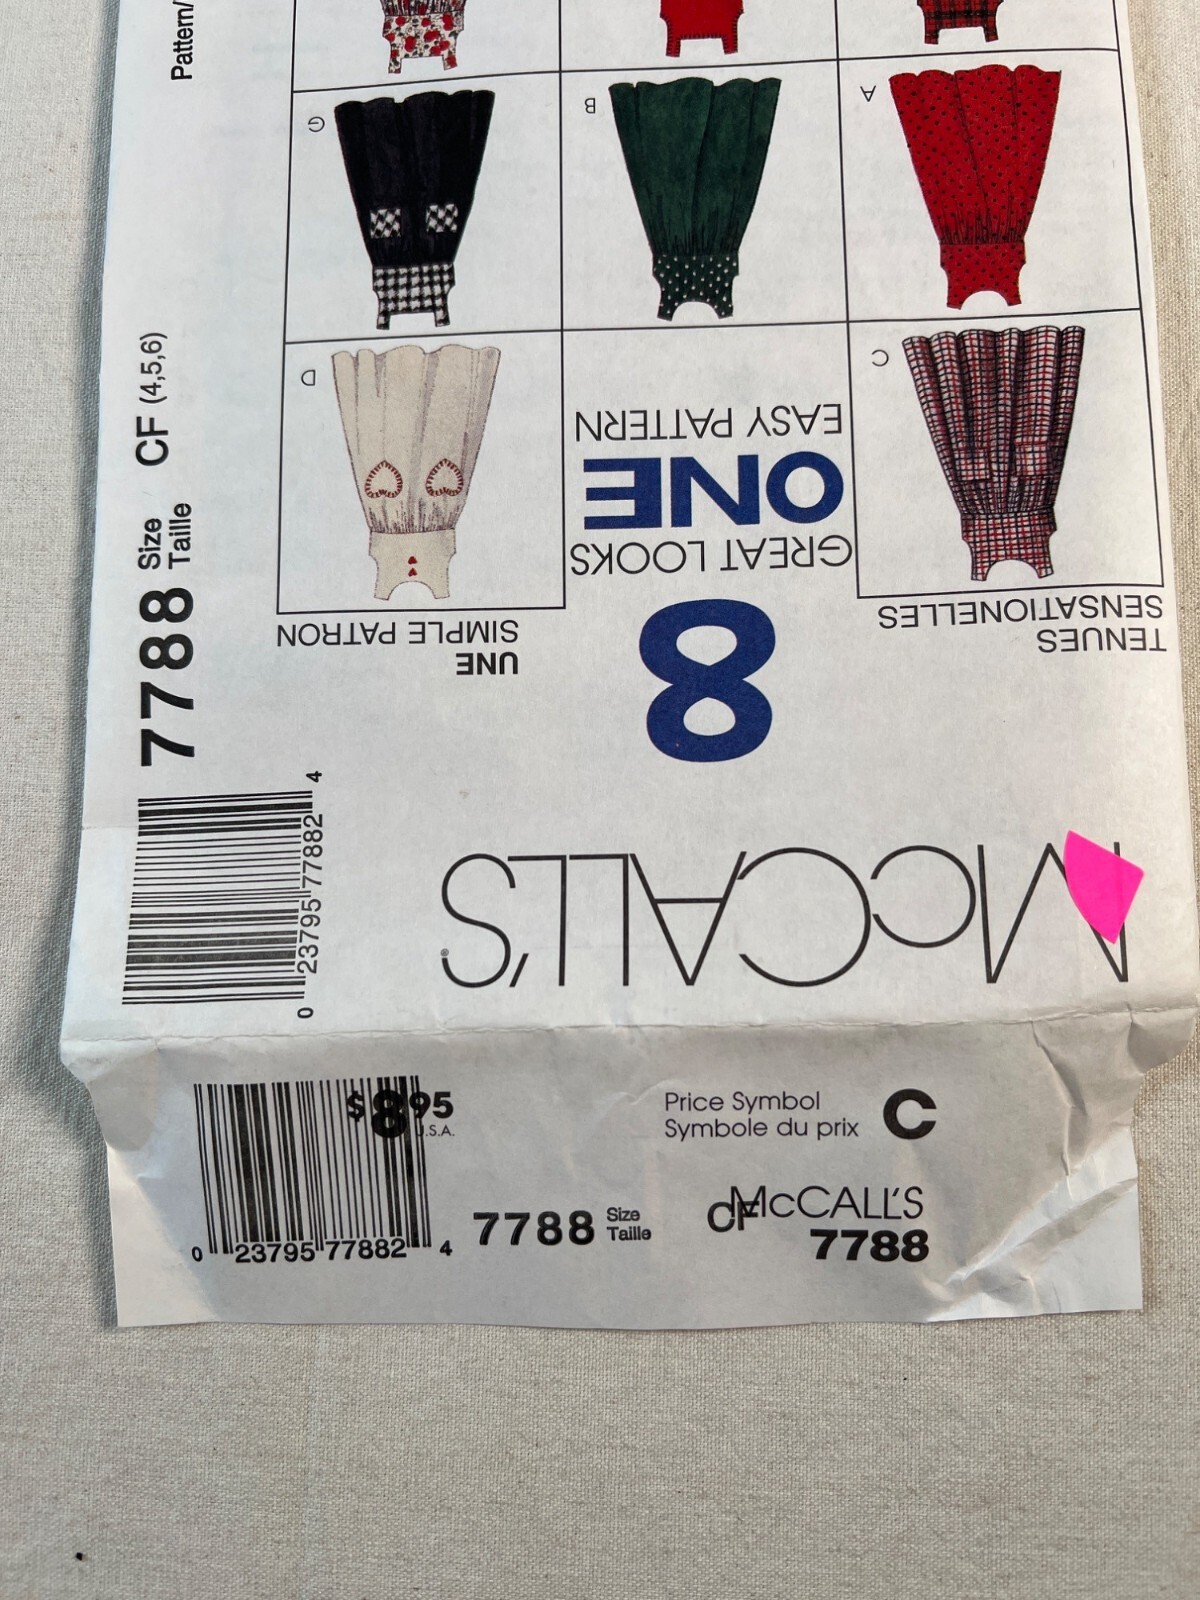 McCALL'S®
8
GREAT LOOKS
ONE
EASY PATTERN
TENUES
SENSATIONELLES
UNE
SIMPLE PATRON
C
D
A
B
G
Pattern/
7788 Size
Taille CF (4,5,6)
0 23795 77882 4
$8.95
U.S.A.
0 23795 77882 4
7788 Size
Taille
Price Symbol
Symbole du prix C
CF
McCALL'S
7788